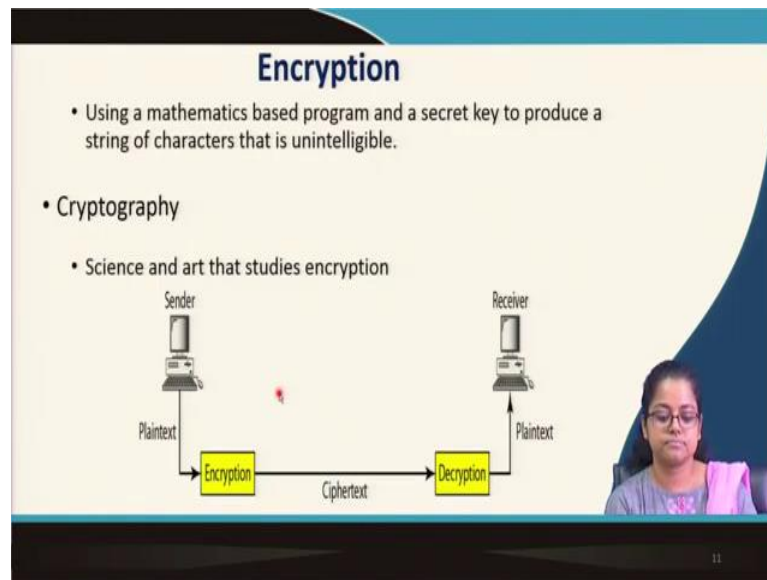 Encryption
• Using a mathematics based program and a secret key to produce a
string of characters that is unintelligible.
• Cryptography
• Science and art that studies encryption
Sender
Receiver
Plaintext
Plaintext
Encryption
Decryption
Ciphertext
11